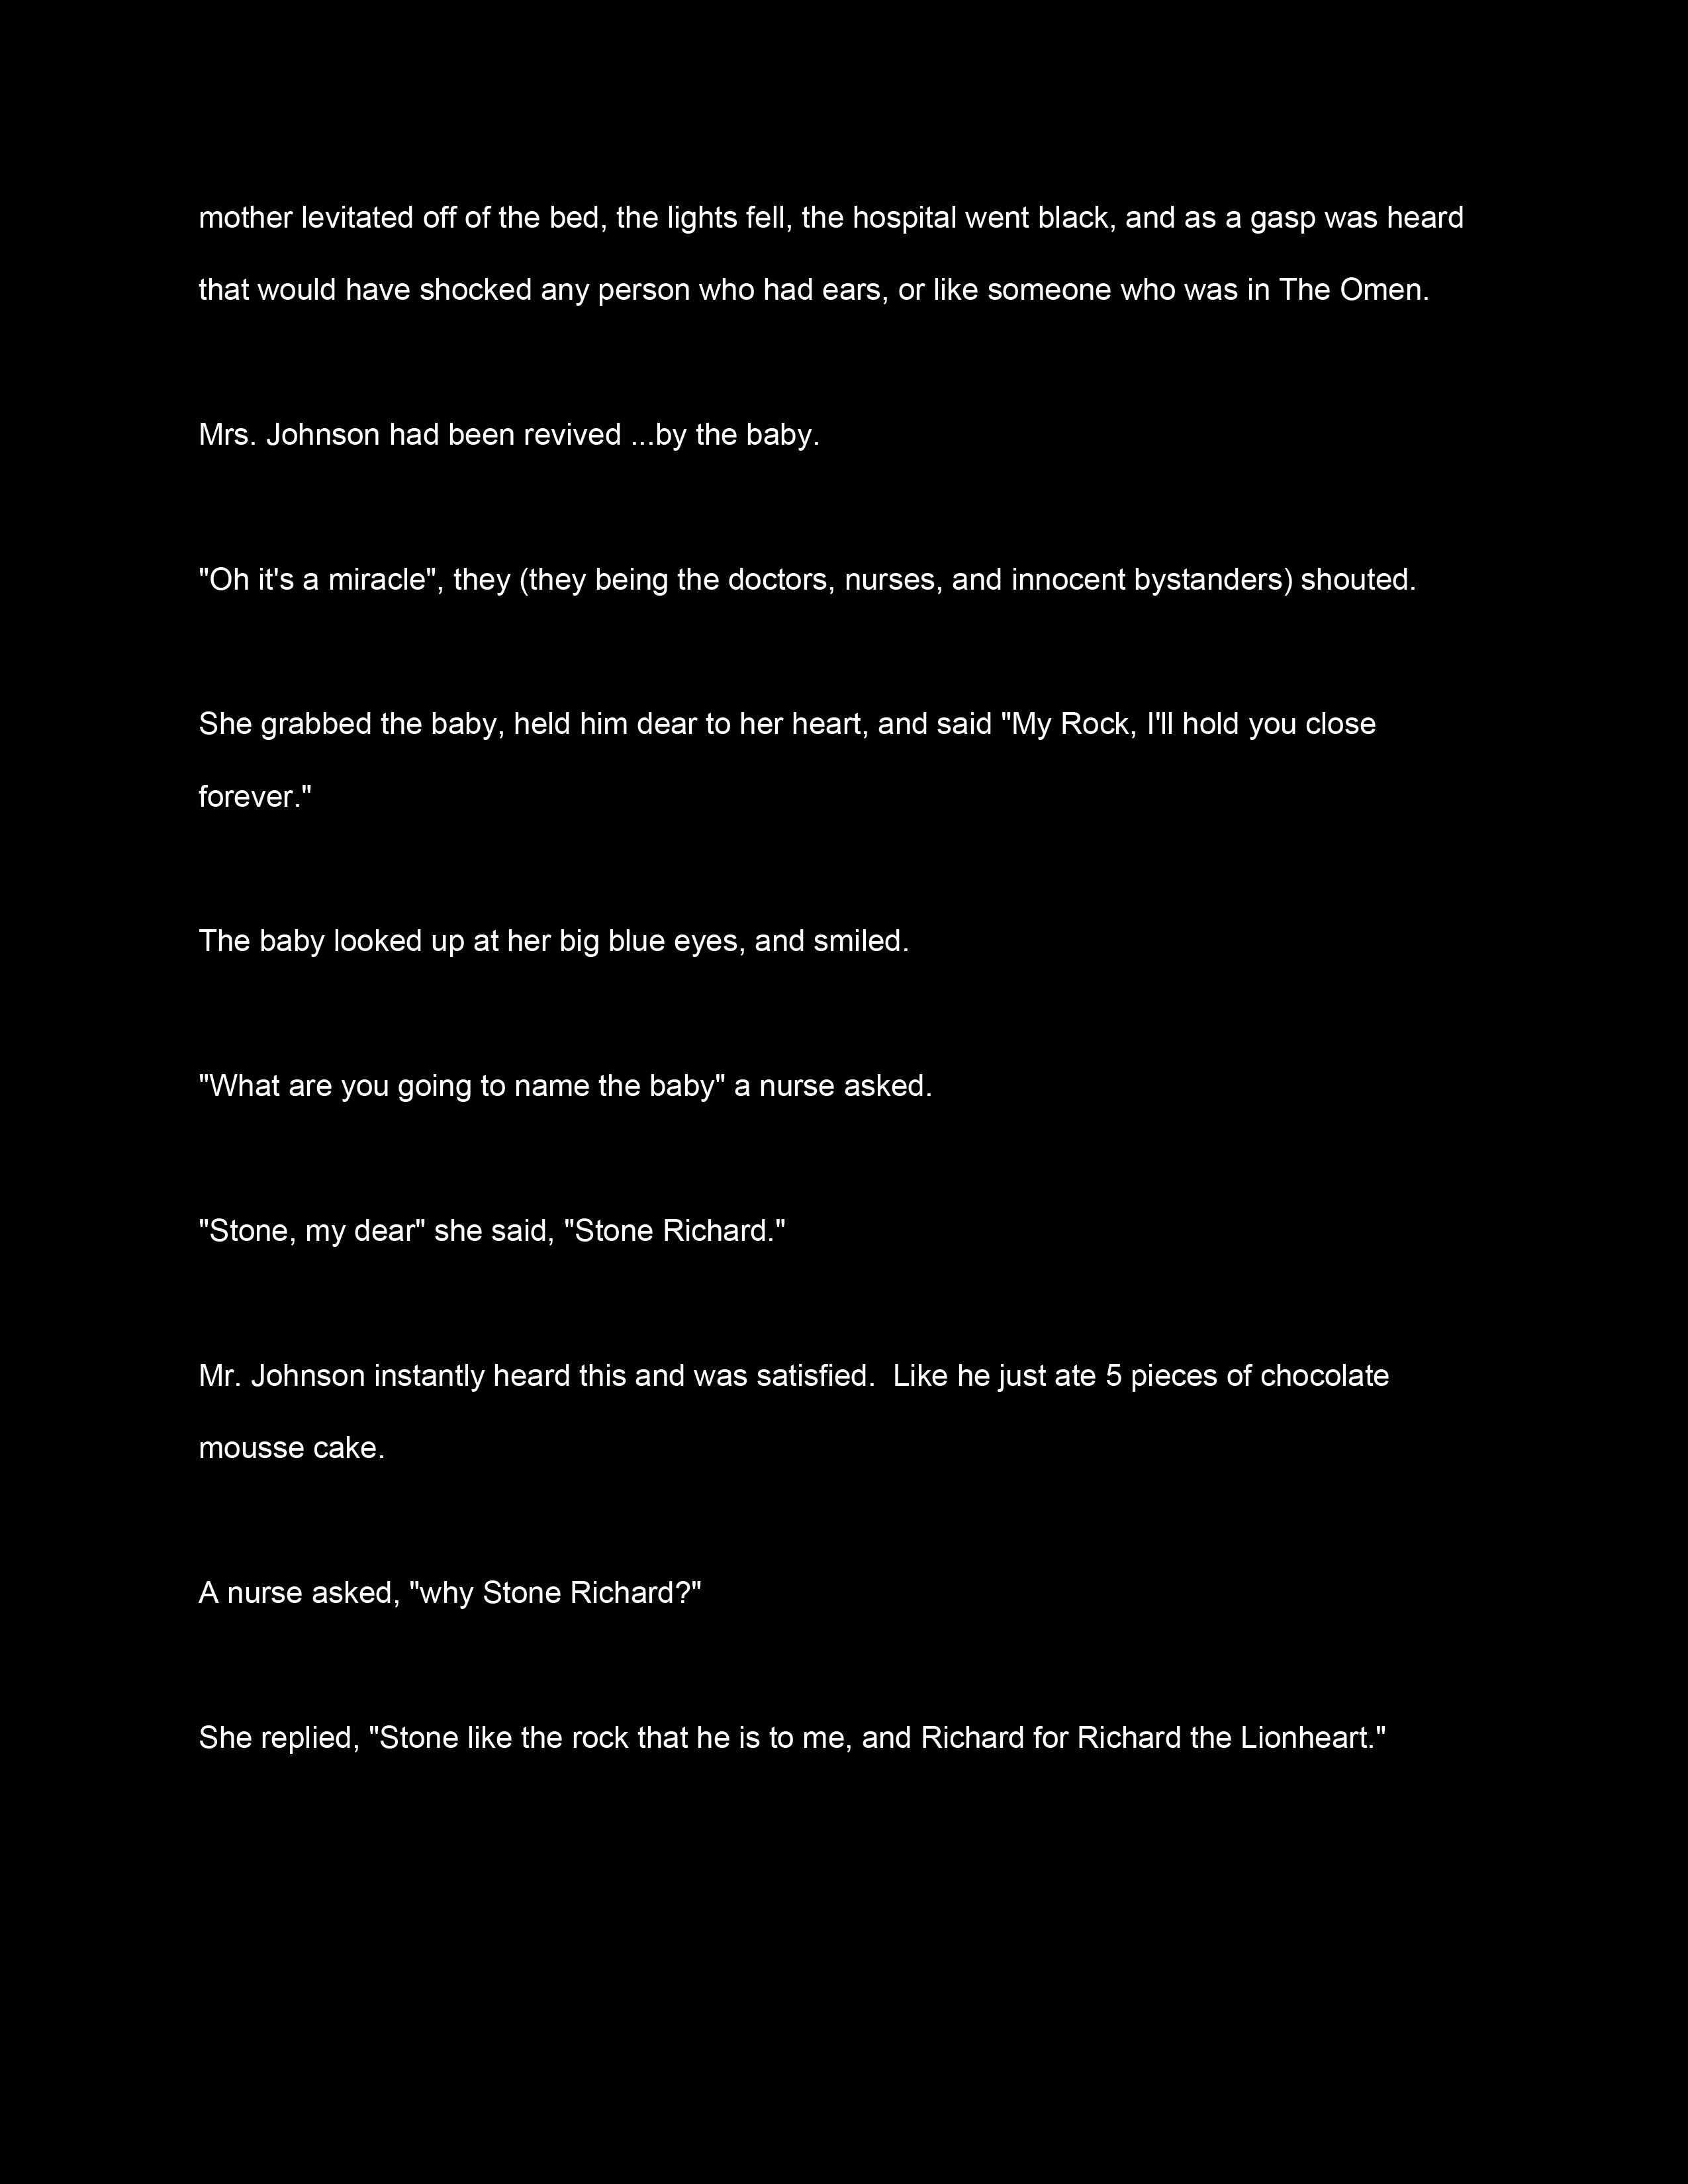 mother levitated off of the bed, the lights fell, the hospital went black, and as a gasp was heard
that would have shocked any person who had ears, or like someone who was in The Omen.
Mrs. Johnson had been revived ...by the baby.
"Oh it's a miracle", they (they being the doctors, nurses, and innocent bystanders) shouted.
She grabbed the baby, held him dear to her heart, and said "My Rock, I'll hold you close
forever."
The baby looked up at her big blue eyes, and smiled.
"What are you going to name the baby" a nurse asked.
"Stone, my dear" she said, "Stone Richard."
Mr. Johnson instantly heard this and was satisfied.  Like he just ate 5 pieces of chocolate
mousse cake.
A nurse asked, "why Stone Richard?"
She replied, "Stone like the rock that he is to me, and Richard for Richard the Lionheart."